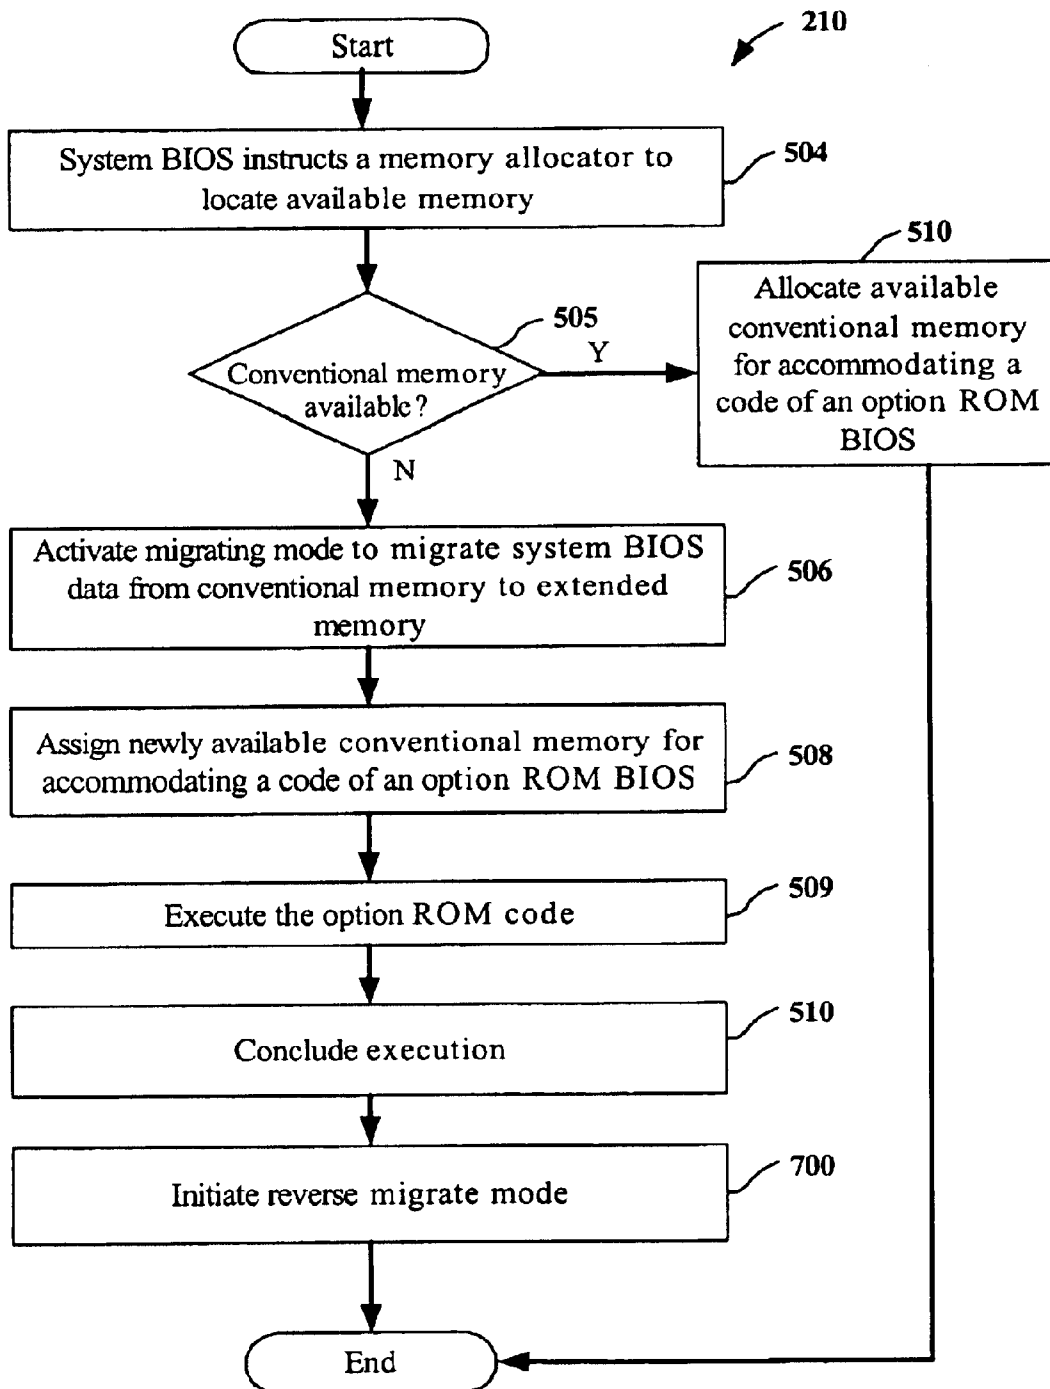 Start
210
System BIOS instructs a memory allocator to
locate available memory
504
Conventional memory
available?
505
Y
N
510
Allocate available
conventional memory
for accommodating a
code of an option ROM
BIOS
Activate migrating mode to migrate system BIOS
data from conventional memory to extended
memory
506
Assign newly available conventional memory for
accommodating a code of an option ROM BIOS
508
Execute the option ROM code
509
Conclude execution
510
Initiate reverse migrate mode
700
End